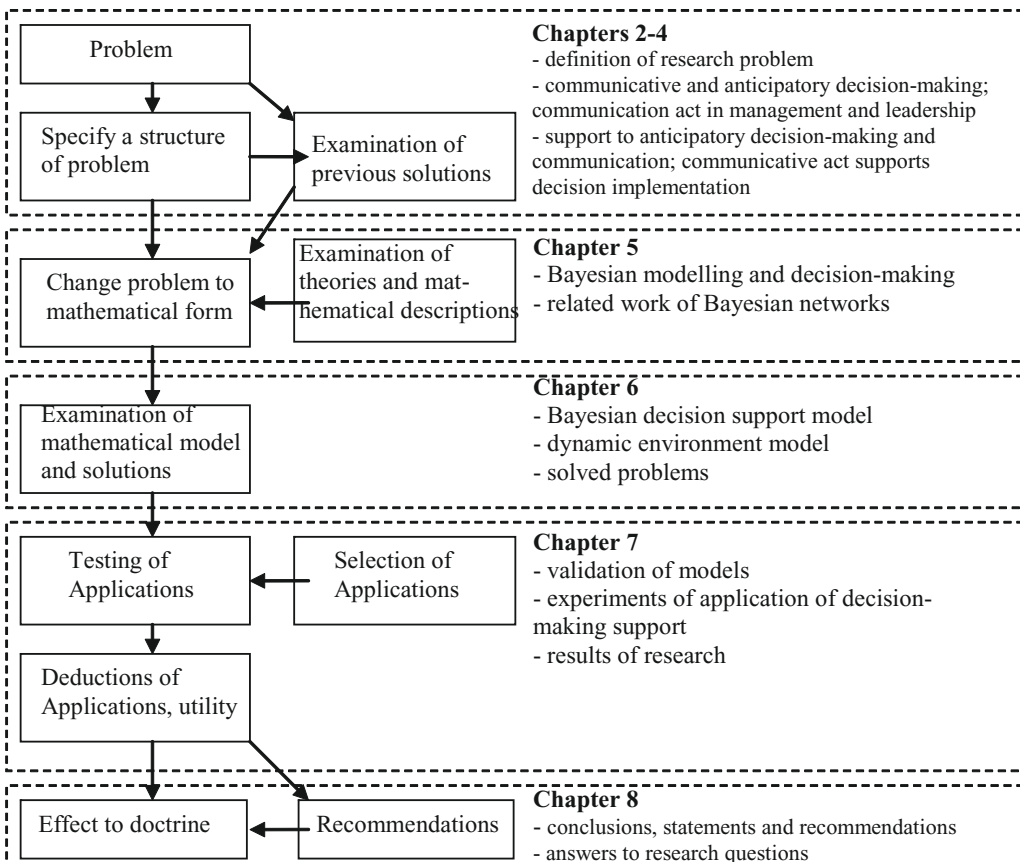 Problem
Specify a structure
of problem
Examination of
previous solutions
Chapters 2-4
- definition of research problem
- communicative and anticipatory decision-making;
communication act in management and leadership
- support to anticipatory decision-making and
communication; communicative act supports
decision implementation
Change problem to
mathematical form
Examination of
theories and mat-
hematical descriptions
Chapter 5
- Bayesian modelling and decision-making
- related work of Bayesian networks
Examination of
mathematical model
and solutions
Chapter 6
- Bayesian decision support model
- dynamic environment model
- solved problems
Testing of
Applications
Selection of
Applications
Deductions of
Applications, utility
Chapter 7
- validation of models
- experiments of application of decision-
making support
- results of research
Effect to doctrine
Recommendations
Chapter 8
- conclusions, statements and recommendations
- answers to research questions